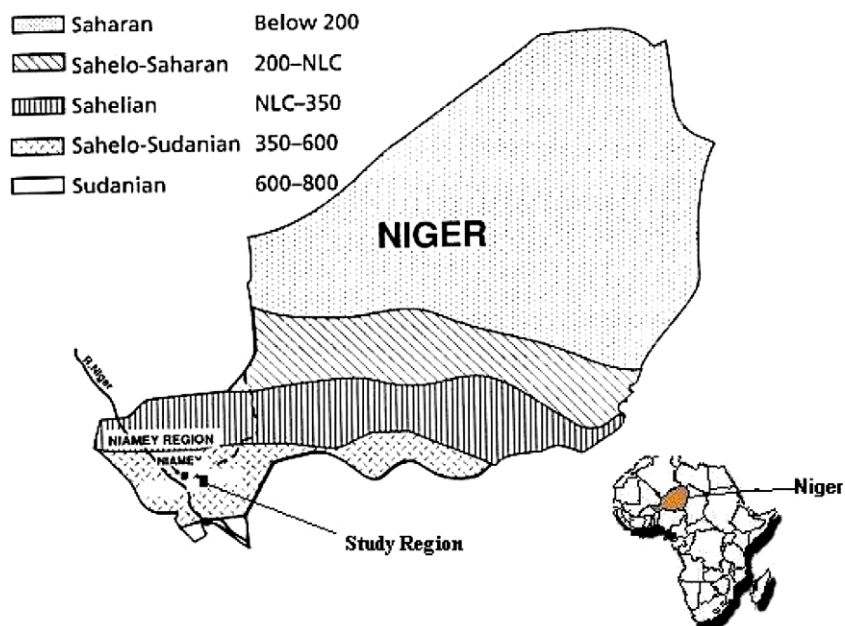 Saharan Below 200
Sahelo-Saharan 200–NLC
Sahelian NLC–350
Sahelo-Sudanian 350–600
Sudanian 600–800
NIGER
R.Niger
NIAMEY REGION
NIAMEY
Study Region
Niger